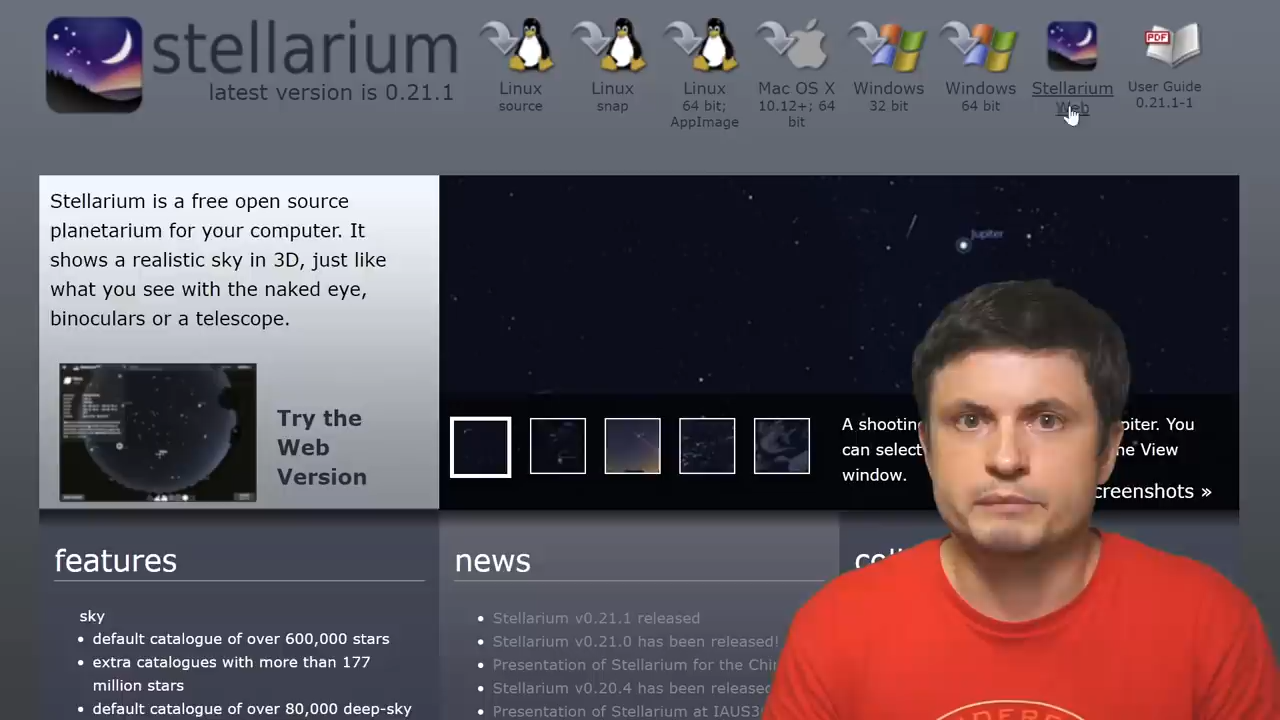 stellarium
latest version is 0.21.1
Linux
source
Linux
snap
Linux
64 bit;
AppImage
Mac OS X
10.12+; 64
bit
Windows
32 bit
Windows
64 bit
Stellarium
Web
PDF
User Guide
0.21.1-1
Stellarium is a free open source
planetarium for your computer. It
shows a realistic sky in 3D, just like
what you see with the naked eye,
binoculars or a telescope.
Try the
Web
Version
Jupiter
A
can select
window.
You
View
features
sky
• default catalogue of over 600,000 stars
• extra catalogues with more than 177
million stars
• default catalogue of over 80,000 deep-sky
news
• Stellarium v0.21.1 released
• Stellarium v0.21.0 has been released!
• Presentation of Stellarium for the
• Stellarium v0.20.4 has been released
• Presentation of Stellarium at